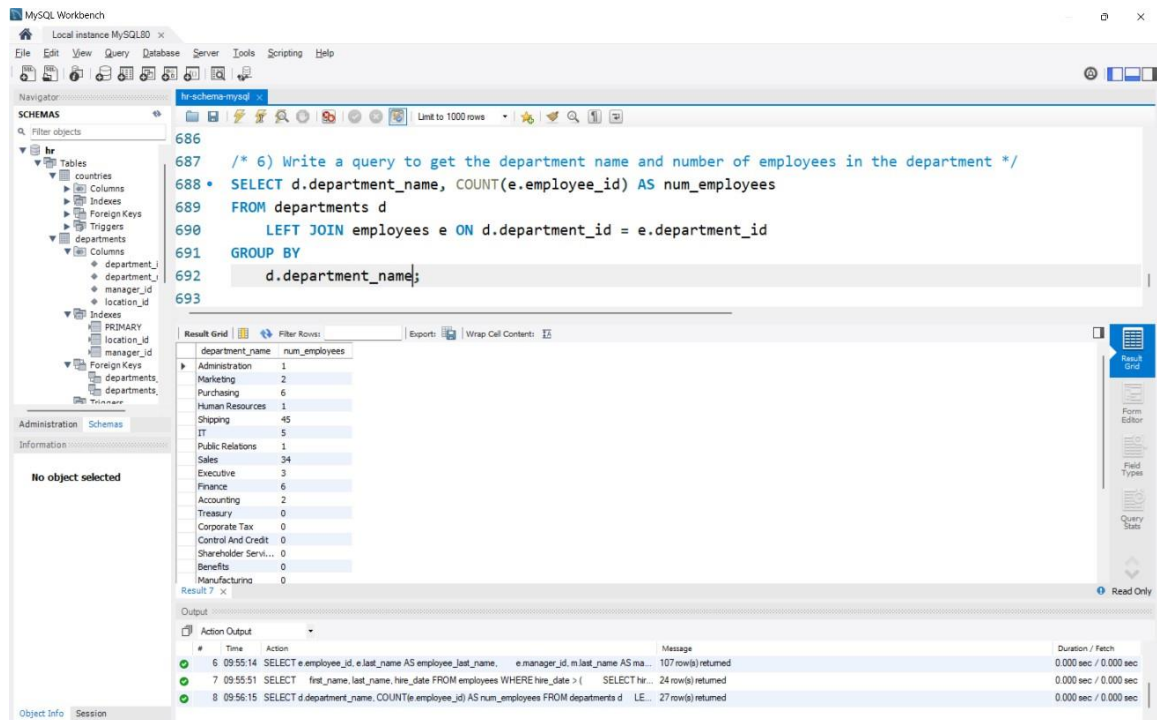 MySQL Workbench
Local instance MySQL80 ×
File Edit View Query Database Server Tools Scripting Help
Navigator
SCHEMAS
Filter objects
hr
Tables
countries
Columns
Indexes
Foreign Keys
Triggers
departments
Columns
department_i
department_
manager_id
location_id
Indexes
PRIMARY
location_id
manager_id
Foreign Keys
departments_
departments_
Triggers
Administration Schemas
Information
No object selected
Object Info Session
hr-schema-mysql ×
Limit to 1000 rows
686
687 /* 6) Write a query to get the department name and number of employees in the department */
688 SELECT d.department_name, COUNT(e.employee_id) AS num_employees
689 FROM departments d
690 LEFT JOIN employees e ON d.department_id = e.department_id
691 GROUP BY
692 d.department_name;
693
Result Grid Filter Rows: Export: Wrap Cell Content:
department_name num_employees
Administration 1
Marketing 2
Purchasing 6
Human Resources 1
Shipping 45
IT 5
Public Relations 1
Sales 34
Executive 3
Finance 6
Accounting 2
Treasury 0
Corporate Tax 0
Control And Credit 0
Shareholder Servi... 0
Benefits 0
Manufacturing 0
Result Grid
Form Editor
Field Types
Query Stats
Result 7 ×
Read Only
Output
Action Output
# Time Action Message Duration / Fetch
6 09:55:14 SELECT e.employee_id, e.last_name AS employee_last_name, e.manager_id, m.last_name AS ma... 107 row(s) returned 0.000 sec / 0.000 sec
7 09:55:51 SELECT first_name, last_name, hire_date FROM employees WHERE hire_date > ( SELECT hir... 24 row(s) returned 0.000 sec / 0.000 sec
8 09:56:15 SELECT d.department_name, COUNT(e.employee_id) AS num_employees FROM departments d LE... 27 row(s) returned 0.000 sec / 0.000 sec